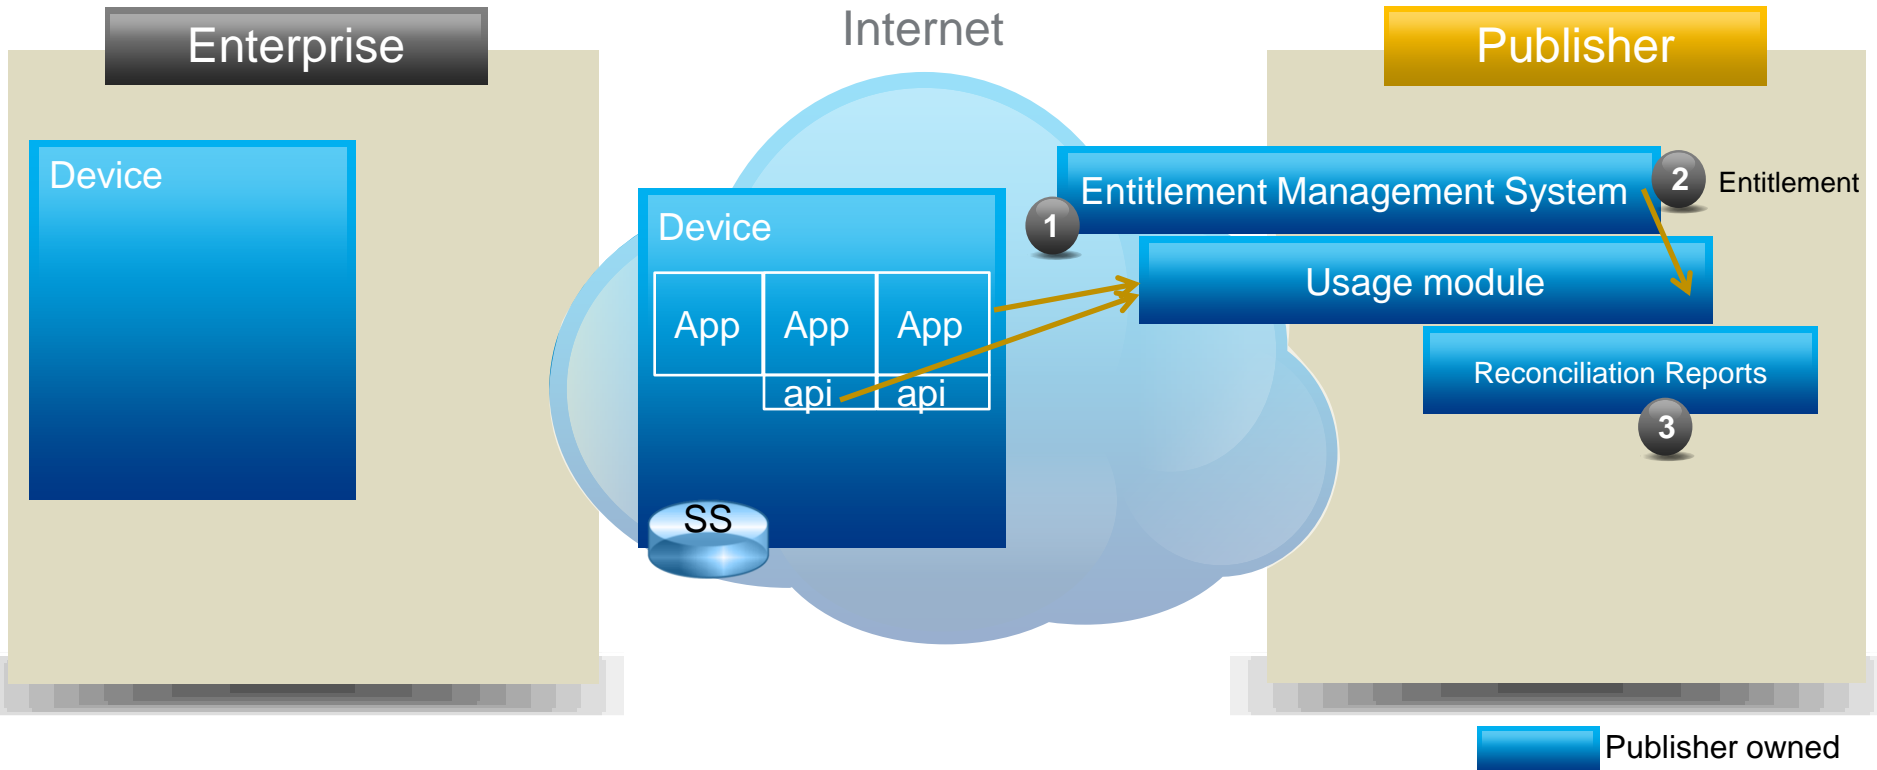 Enterprise
Internet
Publisher
Device
Device
App
App
App
api
api
SS
1
Entitlement Management System
2
Entitlement
Usage module
Reconciliation Reports
3
Publisher owned